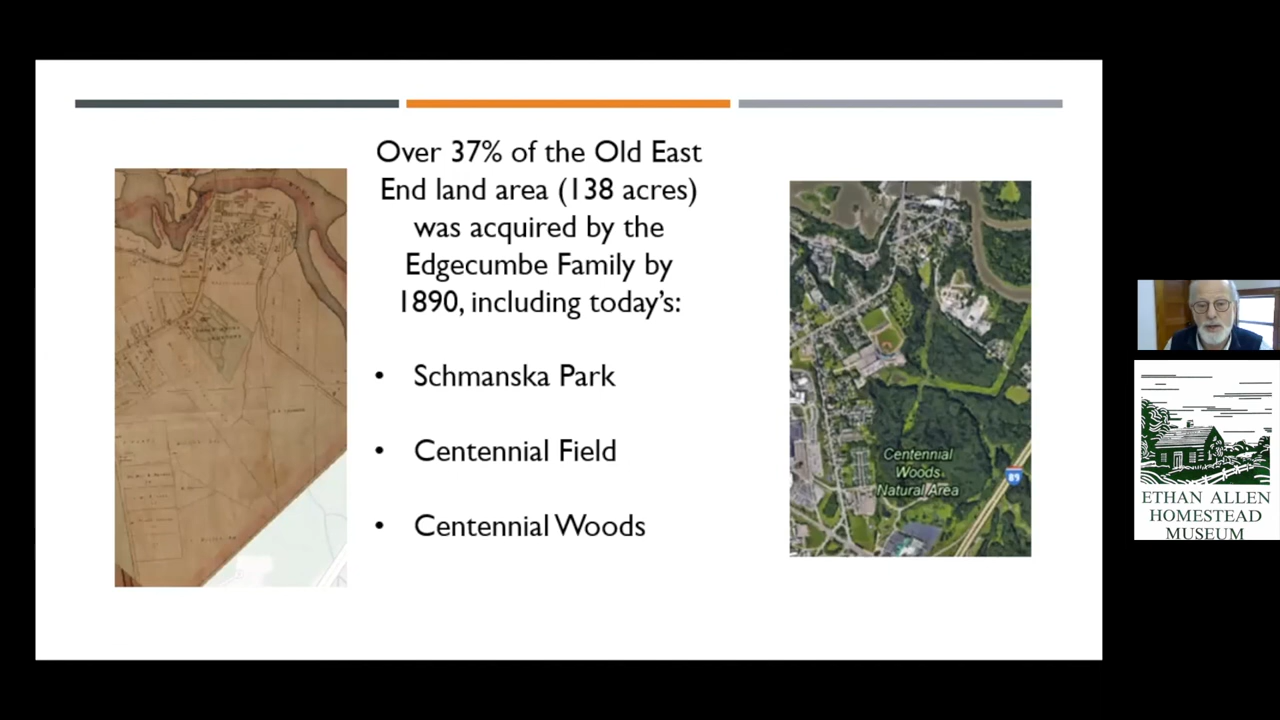 Over 37% of the Old East
End land area (138 acres)
was acquired by the
Edgecumbe Family by
1890, including today's:
• Schmanska Park
• Centennial Field
• Centennial Woods
Centennial
Woods
Natural Area
89
ETHAN ALLEN
HOMESTEAD
MUSEUM